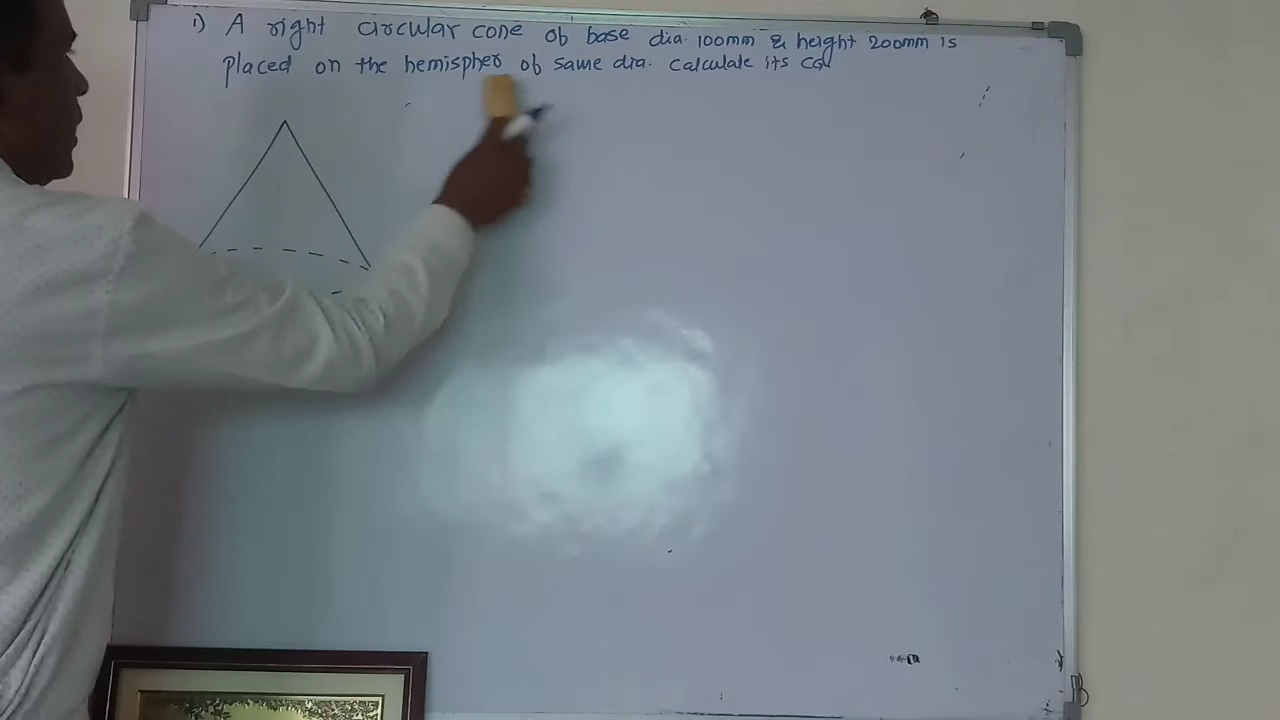 1) A right circular cone of base dia. 100mm & height 200mm is
placed on the hemispher of same dia. Calculate its CG